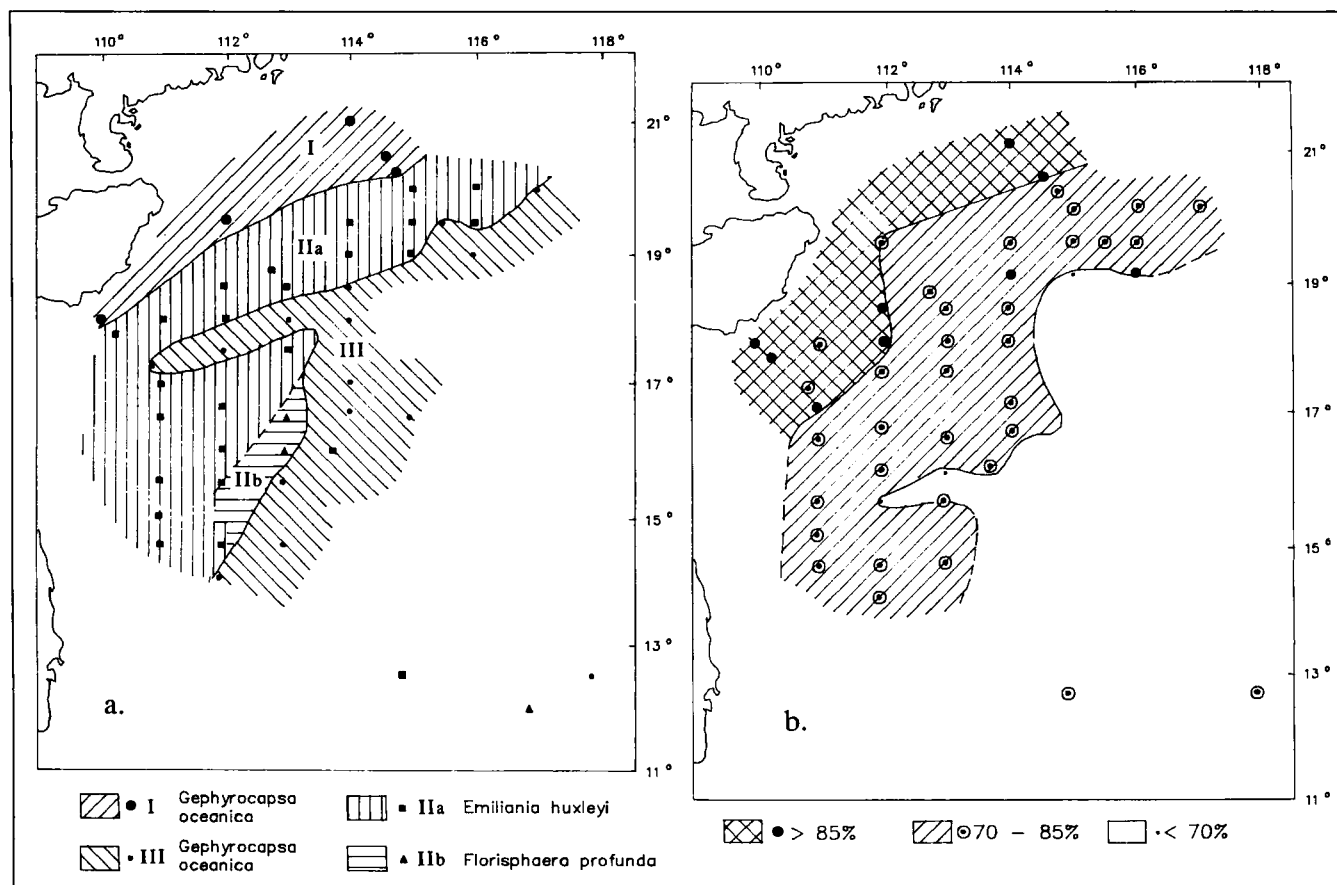 110° 112° 114° 116° 118°
21°
19°
17°
15°
13°
11°
I
IIa
III
IIb
a.
I Gephyrocapsa oceanica
IIa Emiliania huxleyi
III Gephyrocapsa oceanica
IIb Florisphaera profunda
110° 112° 114° 116° 118°
21°
19°
17°
15°
13°
11°
b.
> 85% 70 - 85% < 70%